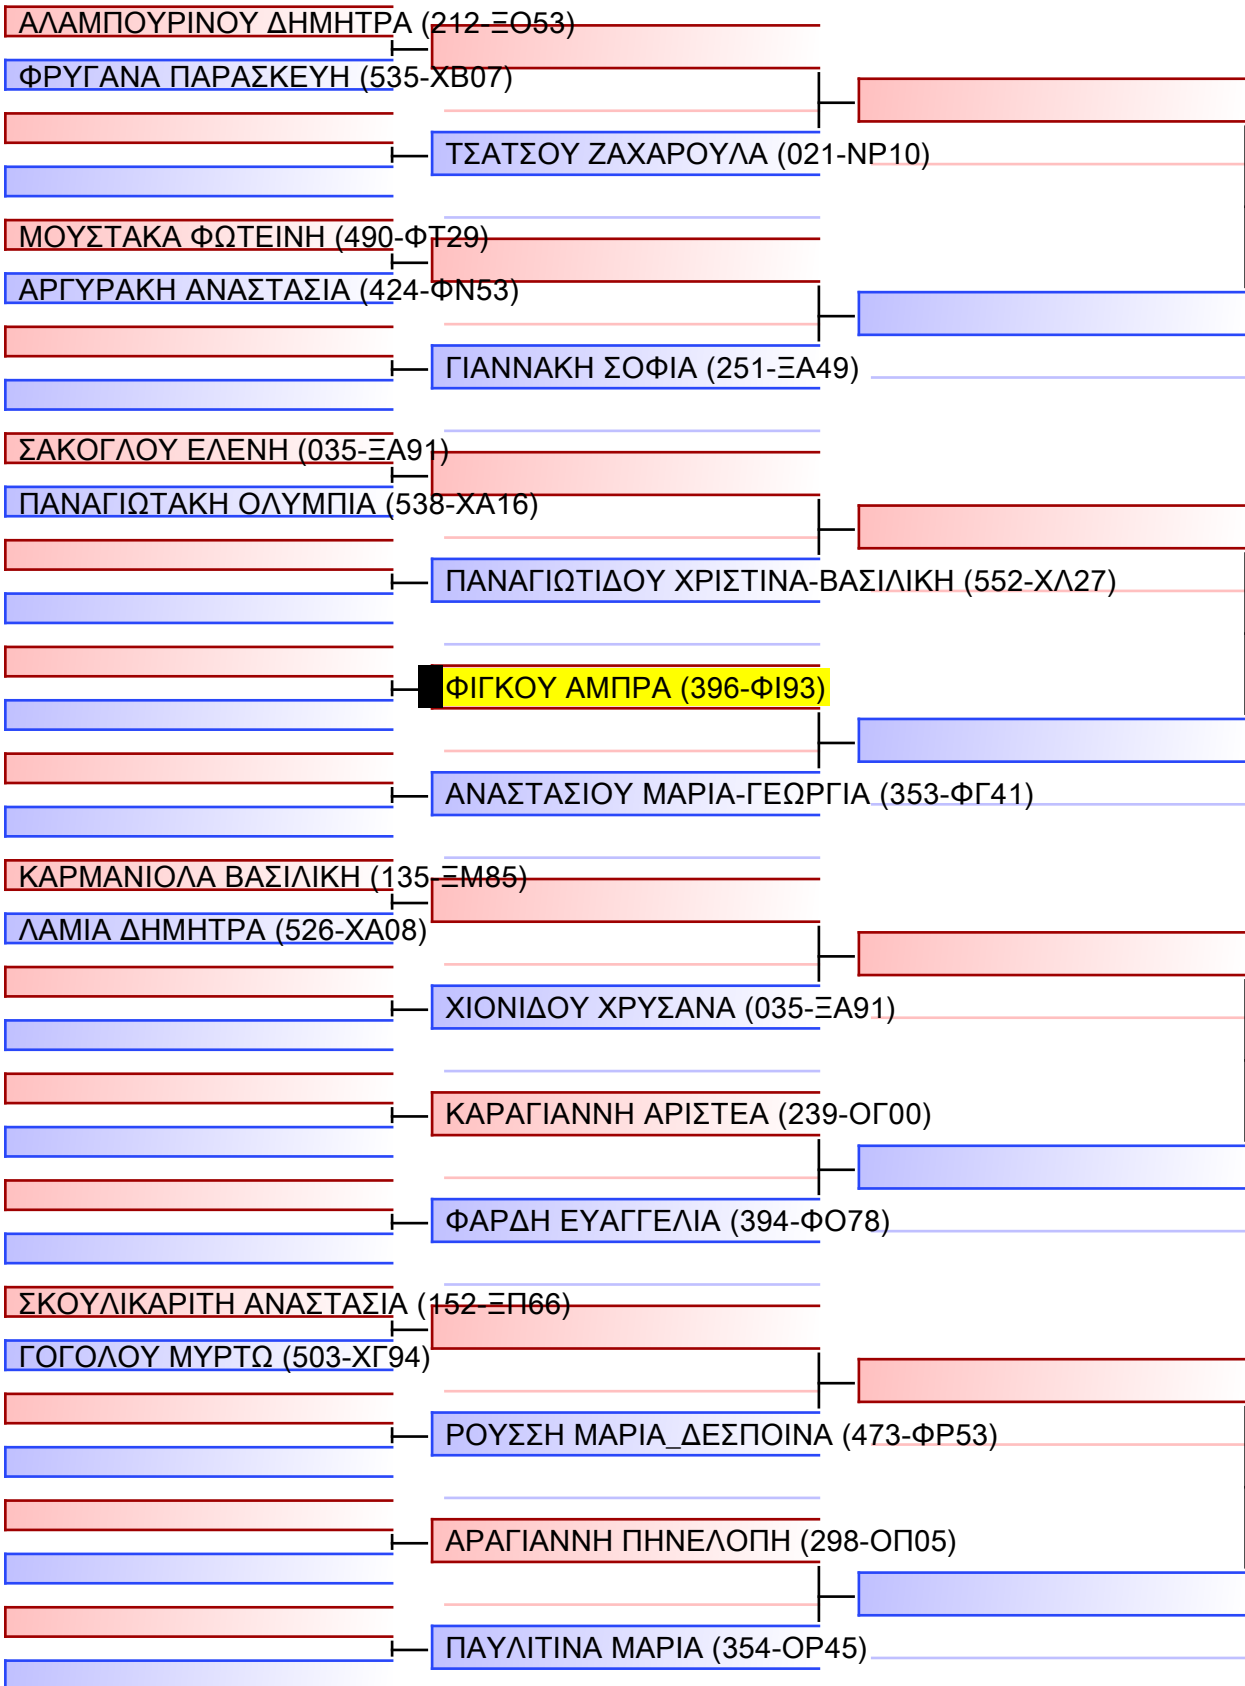 ΑΛΑΜΠΟΥΡΙΝΟΥ ΔΗΜΗΤΡΑ (212-ΞΟ53)
ΦΡΥΓΑΝΑ ΠΑΡΑΣΚΕΥΗ (535-ΧΒ07)
ΤΣΑΤΣΟΥ ΖΑΧΑΡΟΥΛΑ (021-ΝΡ10)
ΜΟΥΣΤΑΚΑ ΦΩΤΕΙΝΗ (490-ΦΤ29)
ΑΡΓΥΡΑΚΗ ΑΝΑΣΤΑΣΙΑ (424-ΦΝ53)
ΓΙΑΝΝΑΚΗ ΣΟΦΙΑ (251-ΞΑ49)
ΣΑΚΟΓΛΟΥ ΕΛΕΝΗ (035-ΞΑ91)
ΠΑΝΑΓΙΩΤΑΚΗ ΟΛΥΜΠΙΑ (538-ΧΑ16)
ΠΑΝΑΓΙΩΤΙΔΟΥ ΧΡΙΣΤΙΝΑ-ΒΑΣΙΛΙΚΗ (552-ΧΛ27)
ΦΙΓΚΟΥ ΑΜΠΡΑ (396-ΦΙ93)
ΑΝΑΣΤΑΣΙΟΥ ΜΑΡΙΑ-ΓΕΩΡΓΙΑ (353-ΦΓ41)
ΚΑΡΜΑΝΙΟΛΑ ΒΑΣΙΛΙΚΗ (135-ΞΜ85)
ΛΑΜΙΑ ΔΗΜΗΤΡΑ (526-ΧΑ08)
ΧΙΟΝΙΔΟΥ ΧΡΥΣΑΝΑ (035-ΞΑ91)
ΚΑΡΑΓΙΑΝΝΗ ΑΡΙΣΤΕΑ (239-ΟΓ00)
ΦΑΡΔΗ ΕΥΑΓΓΕΛΙΑ (394-ΦΟ78)
ΣΚΟΥΛΙΚΑΡΙΤΗ ΑΝΑΣΤΑΣΙΑ (152-ΞΠ66)
ΓΟΓΟΛΟΥ ΜΥΡΤΩ (503-ΧΓ94)
ΡΟΥΣΣΗ ΜΑΡΙΑ_ΔΕΣΠΟΙΝΑ (473-ΦΡ53)
ΑΡΑΓΙΑΝΝΗ ΠΗΝΕΛΟΠΗ (298-ΟΠ05)
ΠΑΥΛΙΤΙΝΑ ΜΑΡΙΑ (354-ΟΡ45)